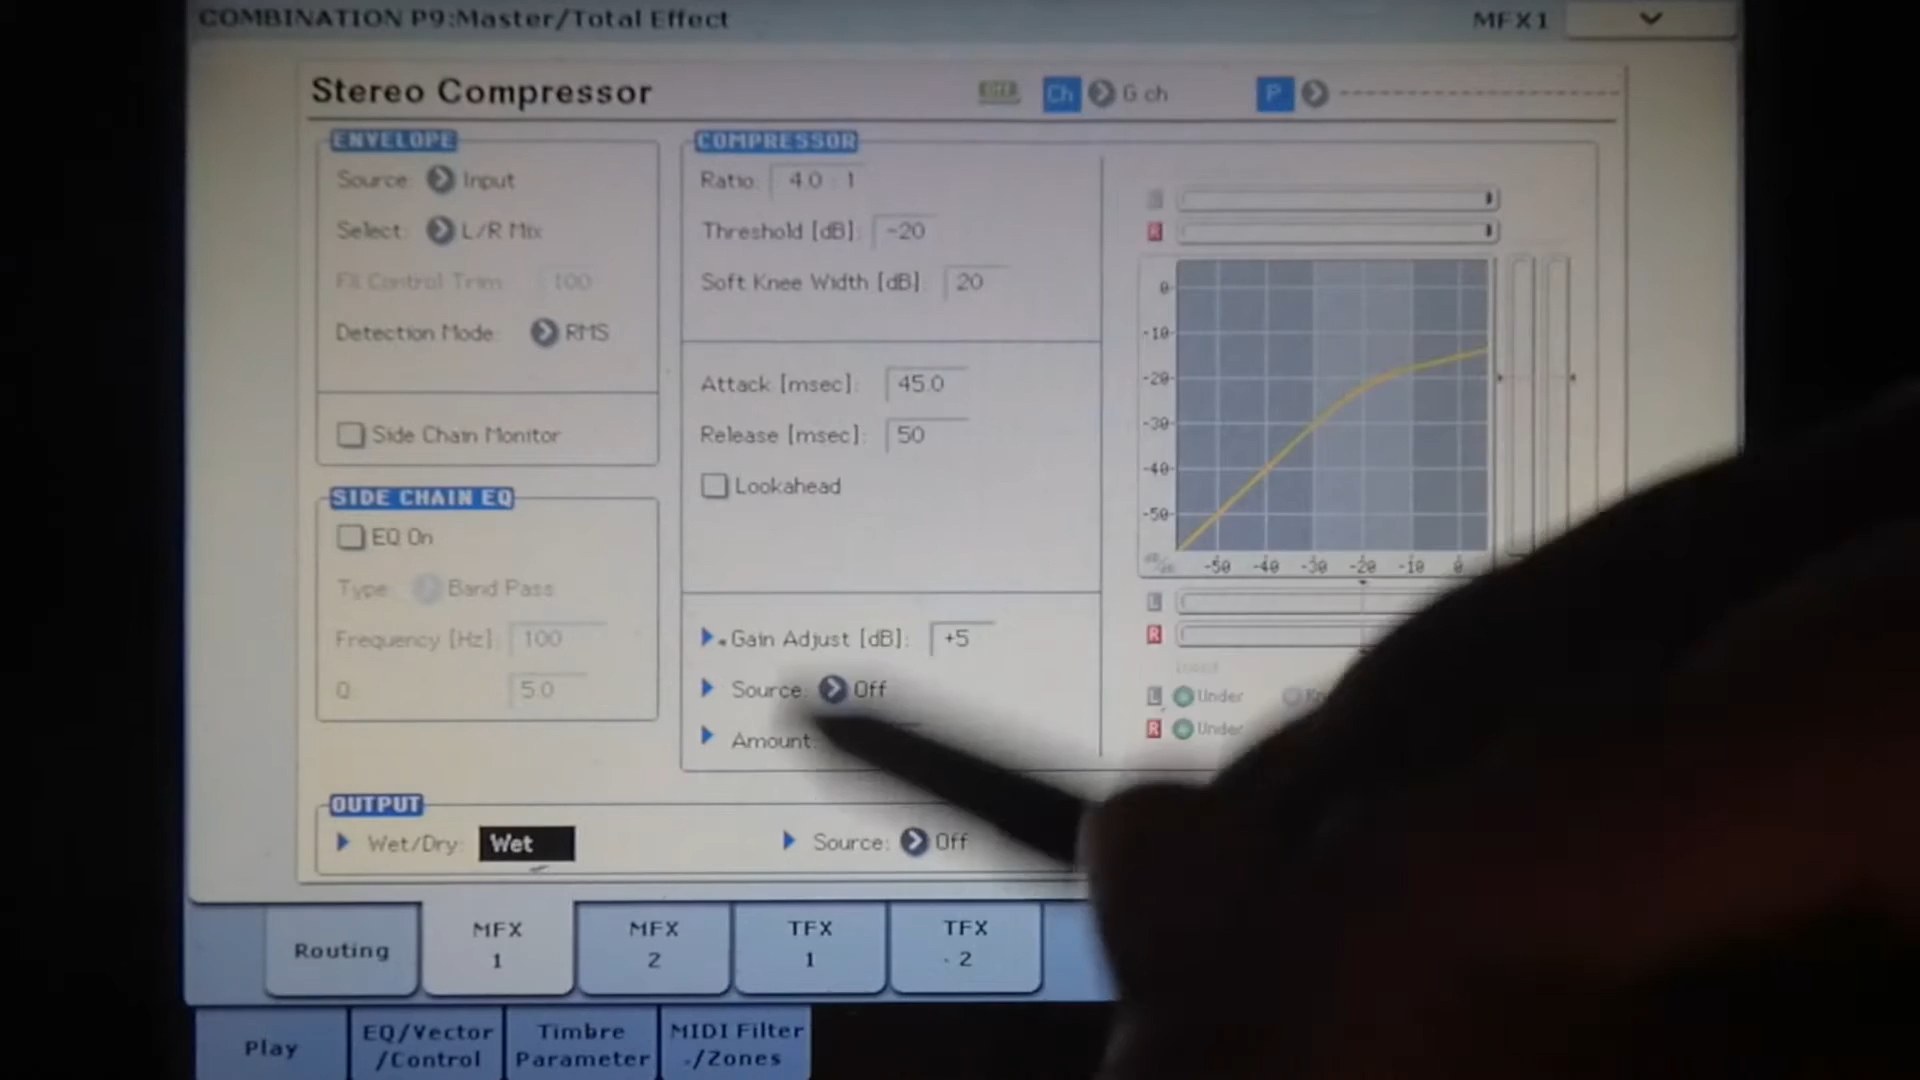 COMBINATION P9:Master/Total Effect
MFX1
Stereo Compressor
Ch G ch
P
ENVELOPE
Source: Input
Select: L/R Mix
FX Control Trim: 100
Detection Mode: RMS
Side Chain Monitor
SIDE CHAIN EQ
EQ On
Type: Band Pass
Frequency [Hz]: 100
Q: 5.0
COMPRESSOR
Ratio: 4.0 : 1
Threshold [dB]: -20
Soft Knee Width [dB]: 20
Attack [msec]: 45.0
Release [msec]: 50
Lookahead
Gain Adjust [dB]: +5
Source: Off
Amount:
R
0
-10
-20
-30
-40
-50
-50 -40 -30 -20 -10 0
R
Input
Under
R Under
OUTPUT
Wet/Dry: Wet
Source: Off
Routing
MFX 1
MFX 2
TFX 1
TFX 2
Play
EQ/Vector
/Control
Timbre
Parameter
MIDI Filter
/Zones